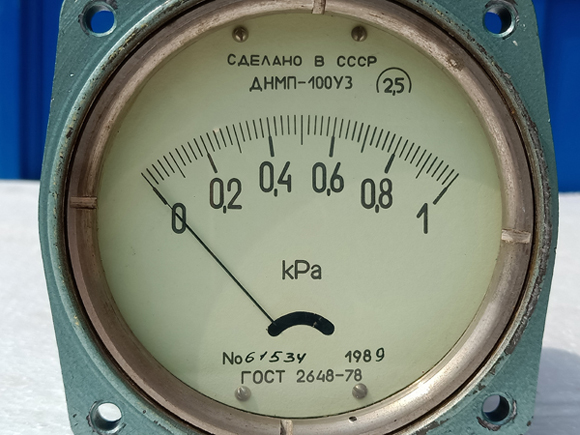 СДЕЛАНО В СССР
ДНМП-100У3 2,5
0 0,2 0,4 0,6 0,8 1
kPa
№61534 1989
ГОСТ 2648-78